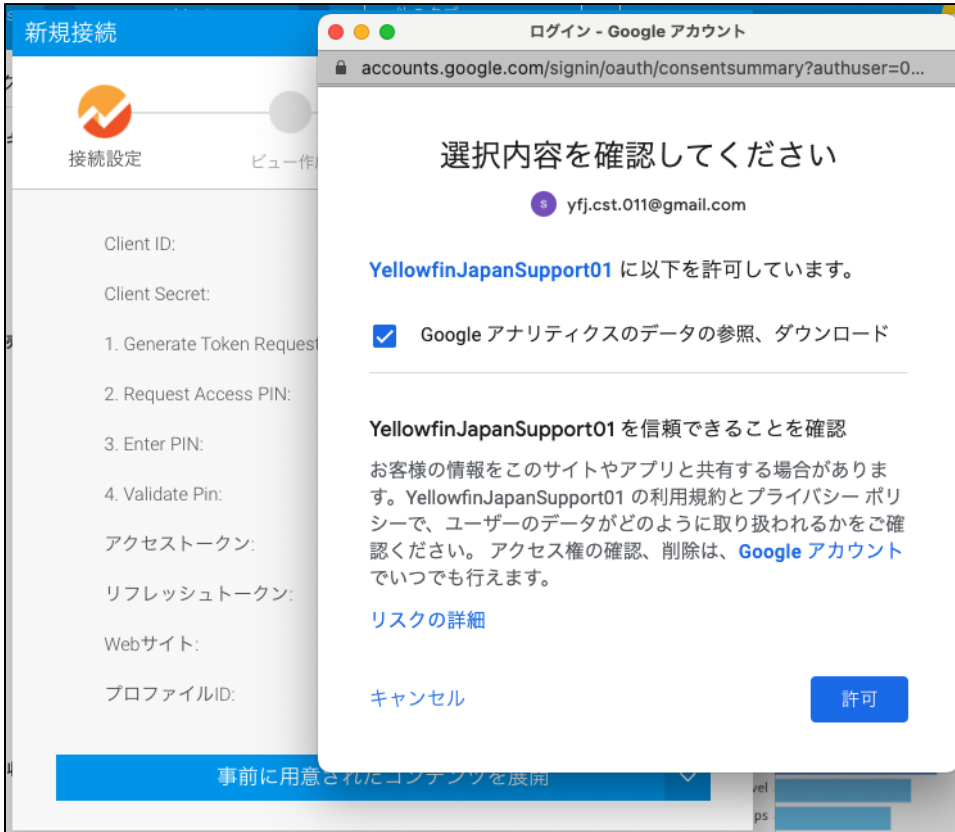 新規接続
ログイン - Google アカウント
accounts.google.com/signin/oauth/consentsummary?authuser=0...
接続設定
ビュー作
選択内容を確認してください
s
yfj.cst.011@gmail.com
YellowfinJapanSupport01 に以下を許可しています。
Google アナリティクスのデータの参照、ダウンロード
YellowfinJapanSupport01 を信頼できることを確認
お客様の情報をこのサイトやアプリと共有する場合がありま
す。YellowfinJapanSupport01 の利用規約とプライバシー ポリ
シーで、ユーザーのデータがどのように取り扱われるかをご確
認ください。 アクセス権の確認、削除は、Google アカウント
でいつでも行えます。
リスクの詳細
キャンセル
許可
Client ID:
Client Secret:
1. Generate Token Request
2. Request Access PIN:
3. Enter PIN:
4. Validate Pin:
アクセストークン:
リフレッシュトークン:
Webサイト:
プロファイルID:
事前に用意されたコンテンツを展開
vel
ps